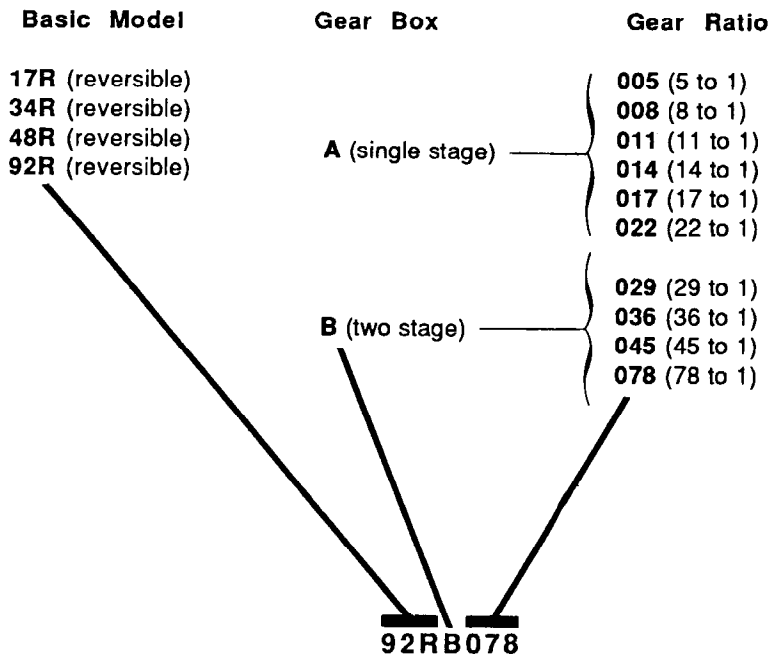 Basic Model
17R (reversible)
34R (reversible)
48R (reversible)
92R (reversible)
Gear Box
A (single stage)
B (two stage)
Gear Ratio
005 (5 to 1)
008 (8 to 1)
011 (11 to 1)
014 (14 to 1)
017 (17 to 1)
022 (22 to 1)
029 (29 to 1)
036 (36 to 1)
045 (45 to 1)
078 (78 to 1)
92RB078